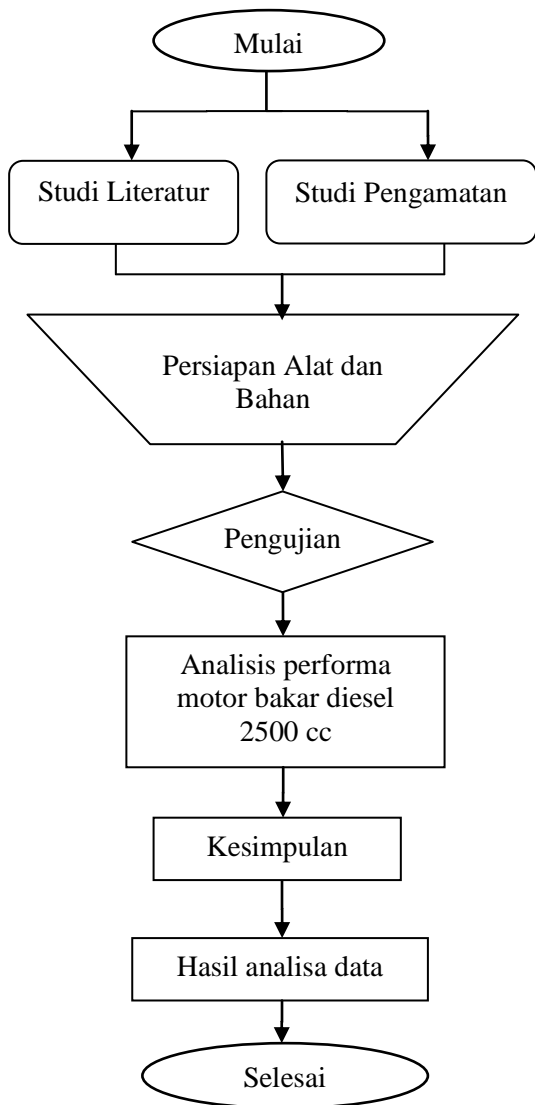 Mulai
Studi Literatur
Studi Pengamatan
Persiapan Alat dan
Bahan
Pengujian
Analisis performa
motor bakar diesel
2500 cc
Kesimpulan
Hasil analisa data
Selesai